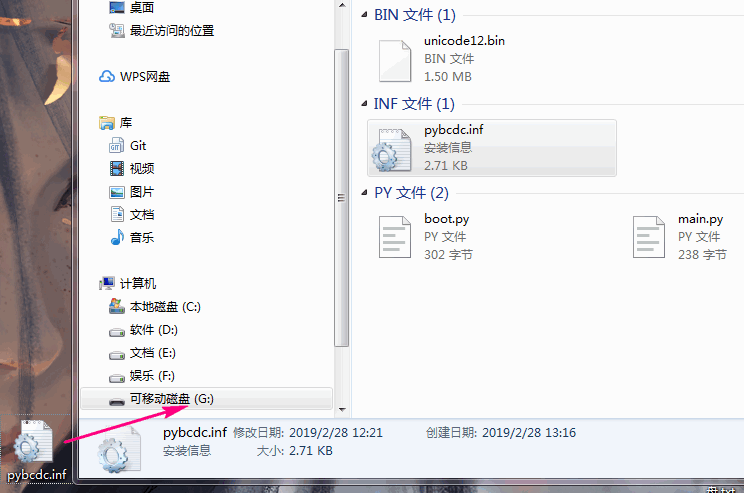 桌面
最近访问的位置
WPS网盘
库
Git
视频
图片
文档
音乐
计算机
本地磁盘 (C:)
软件 (D:)
文档 (E:)
娱乐 (F:)
可移动磁盘 (G:)
BIN 文件 (1)
unicode12.bin
BIN 文件
1.50 MB
INF 文件 (1)
pybcdc.inf
安装信息
2.71 KB
PY 文件 (2)
boot.py
PY 文件
302 字节
main.py
PY 文件
238 字节
pybcdc.inf 修改日期: 2019/2/28 12:21 创建日期: 2019/2/28 13:16
安装信息 大小: 2.71 KB
pybcdc.inf